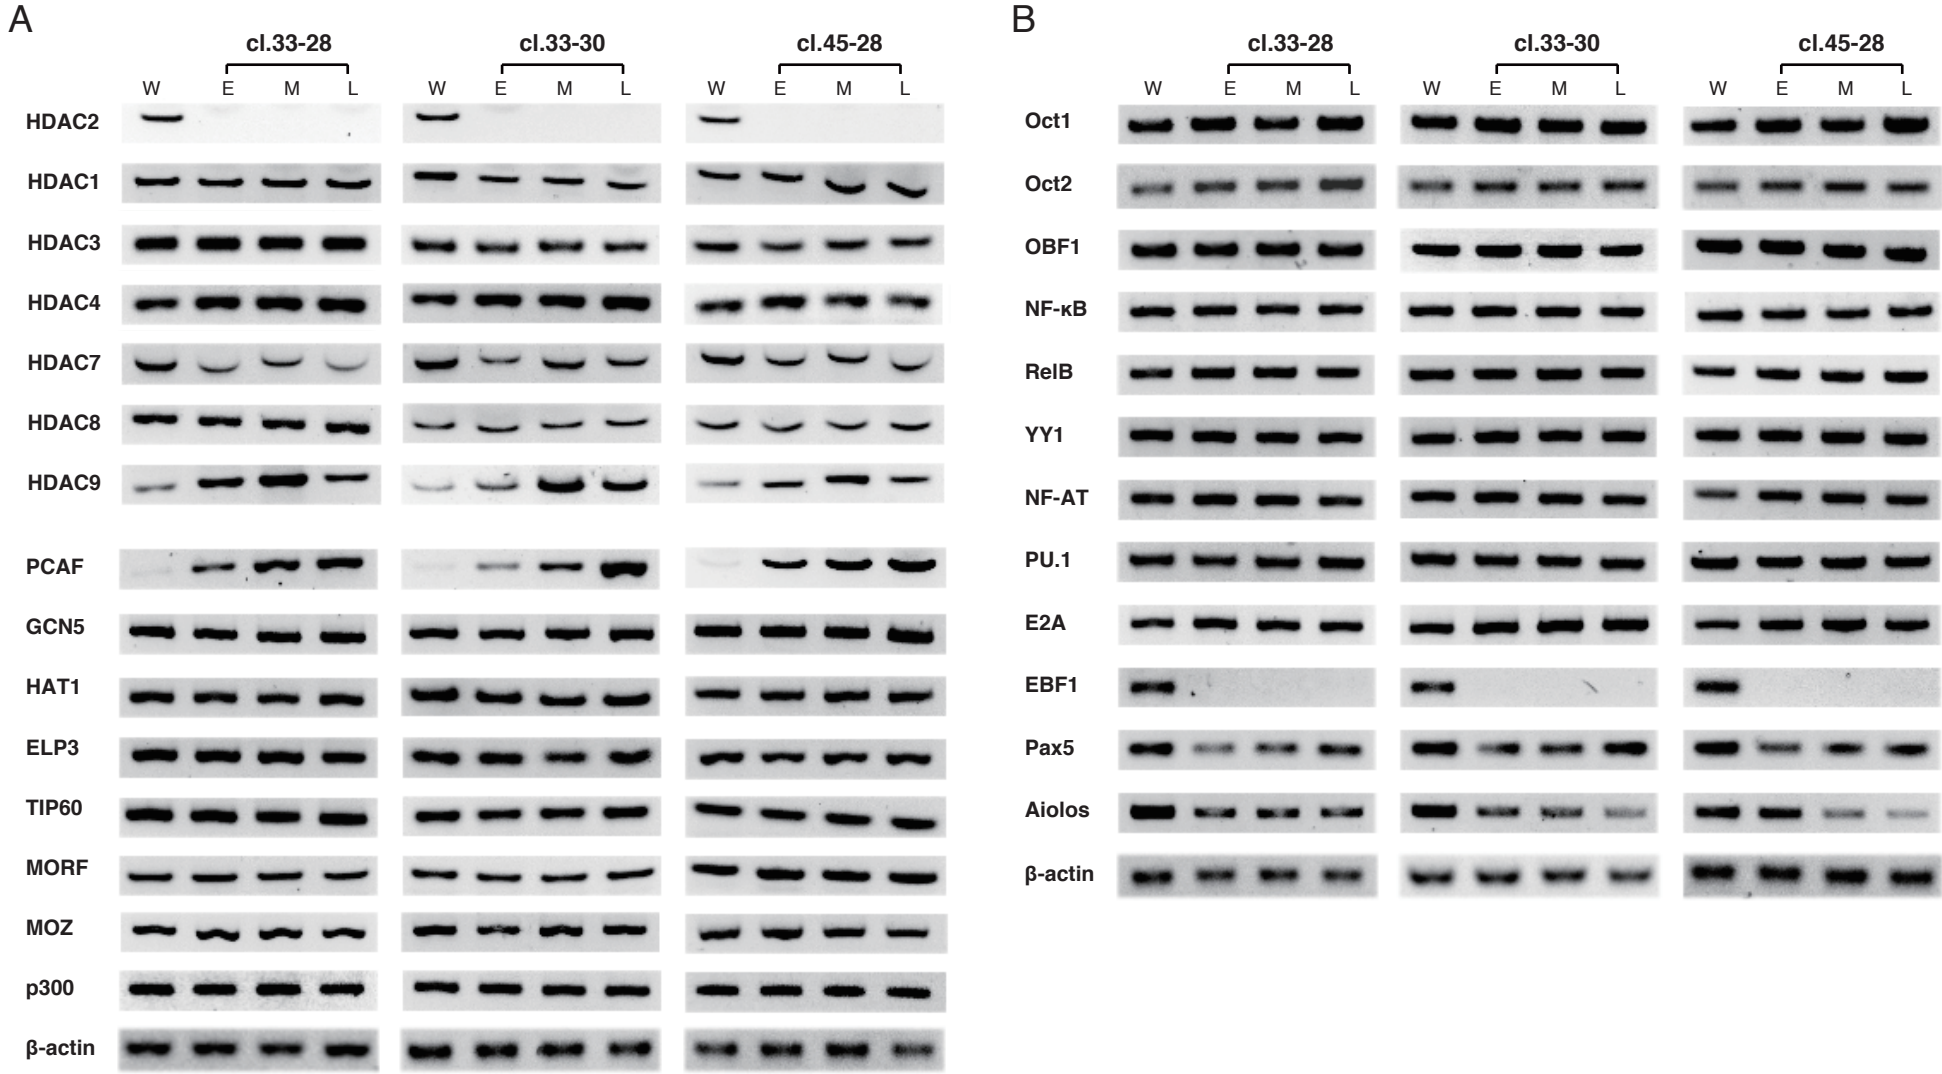 A
cl.33-28 cl.33-30 cl.45-28
W E M L W E M L W E M L
HDAC2
HDAC1
HDAC3
HDAC4
HDAC7
HDAC8
HDAC9
PCAF
GCN5
HAT1
ELP3
TIP60
MORF
MOZ
p300
β-actin
B
cl.33-28 cl.33-30 cl.45-28
W E M L W E M L W E M L
Oct1
Oct2
OBF1
NF-κB
RelB
YY1
NF-AT
PU.1
E2A
EBF1
Pax5
Aiolos
β-actin